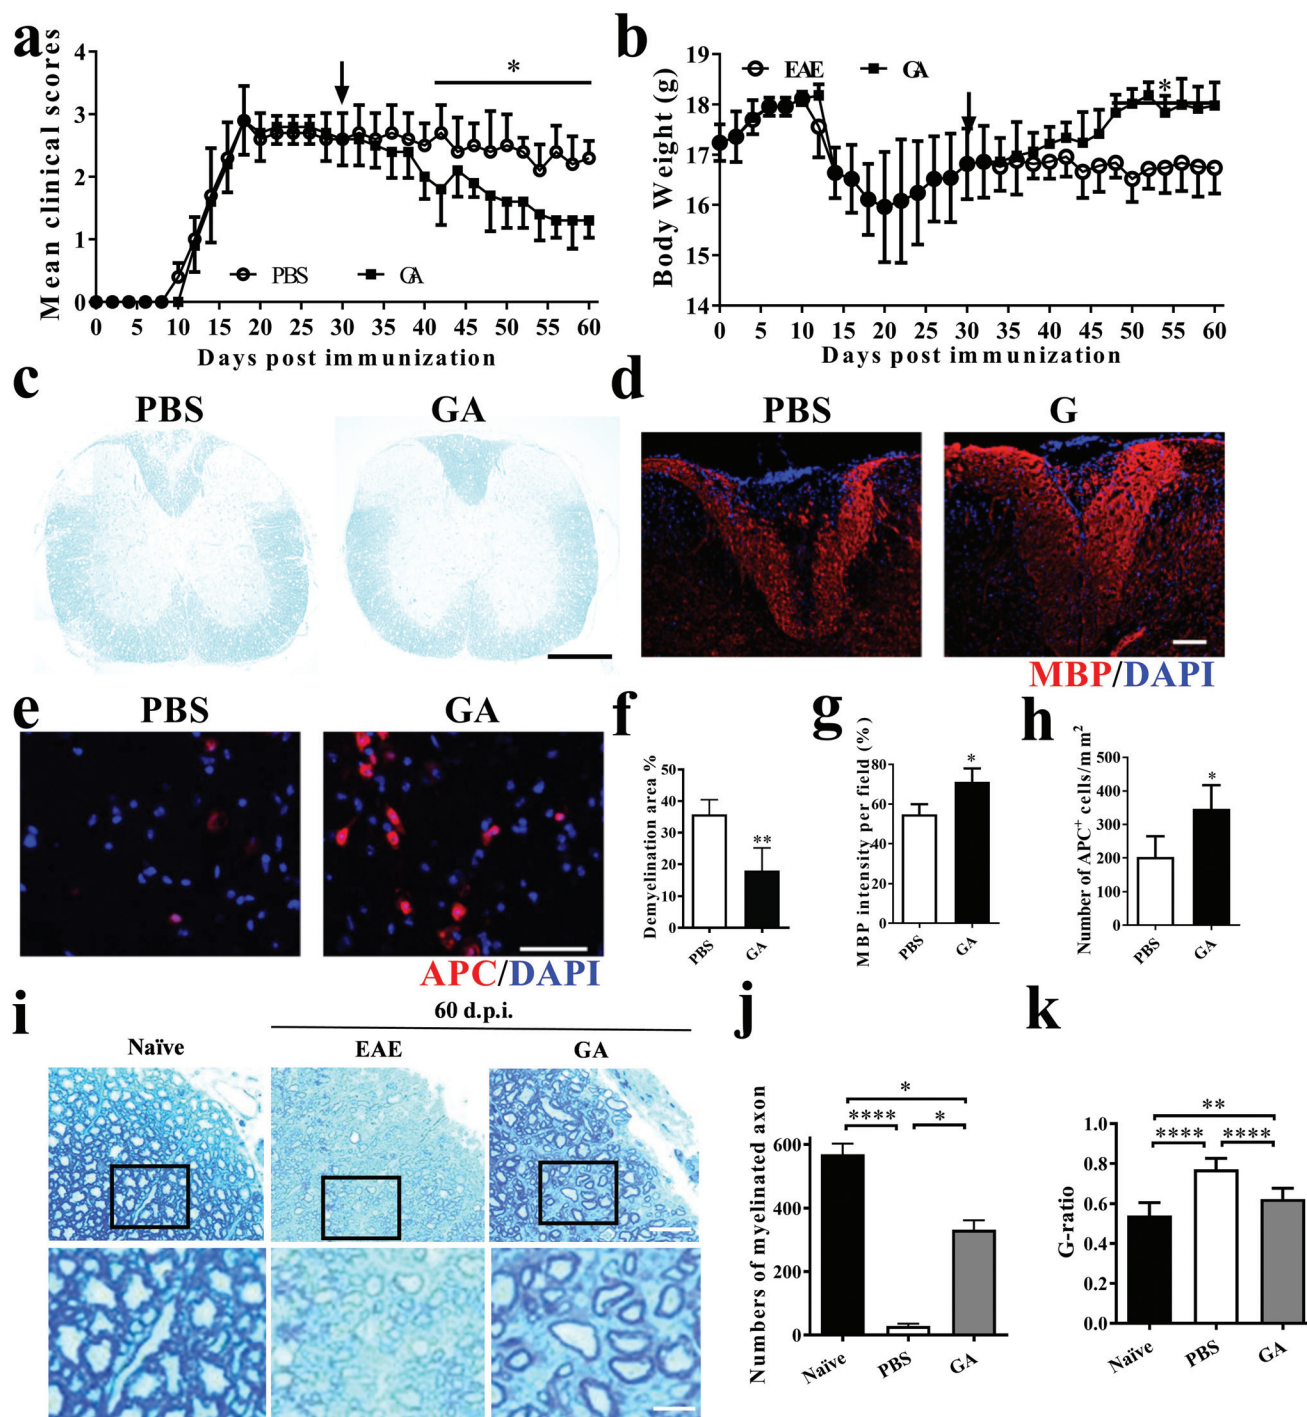 a
Mean clinical scores
4
3
2
1
0
*
PBS
GA
0 5 10 15 20 25 30 35 40 45 50 55 60
Days post immunization
b
Body Weight (g)
19
18
17
16
15
14
EAE
GA
*
0 5 10 15 20 25 30 35 40 45 50 55 60
Days post immunization
c
PBS
GA
d
PBS
G
MBP/DAPI
e
PBS
GA
APC/DAPI
f
Demyelination area %
50
40
30
20
10
0
**
PBS
GA
g
MBP intensity per field (%)
80
60
40
20
0
*
PBS
GA
h
Number of APC⁺ cells/mm²
500
400
300
200
100
0
*
PBS
GA
i
60 d.p.i.
Naïve
EAE
GA
j
Numbers of myelinated axon
600
400
200
0
*
**** *
Naïve
PBS
GA
k
G-ratio
1.0
0.8
0.6
0.4
0.2
0.0
**
**** ****
Naïve
PBS
GA